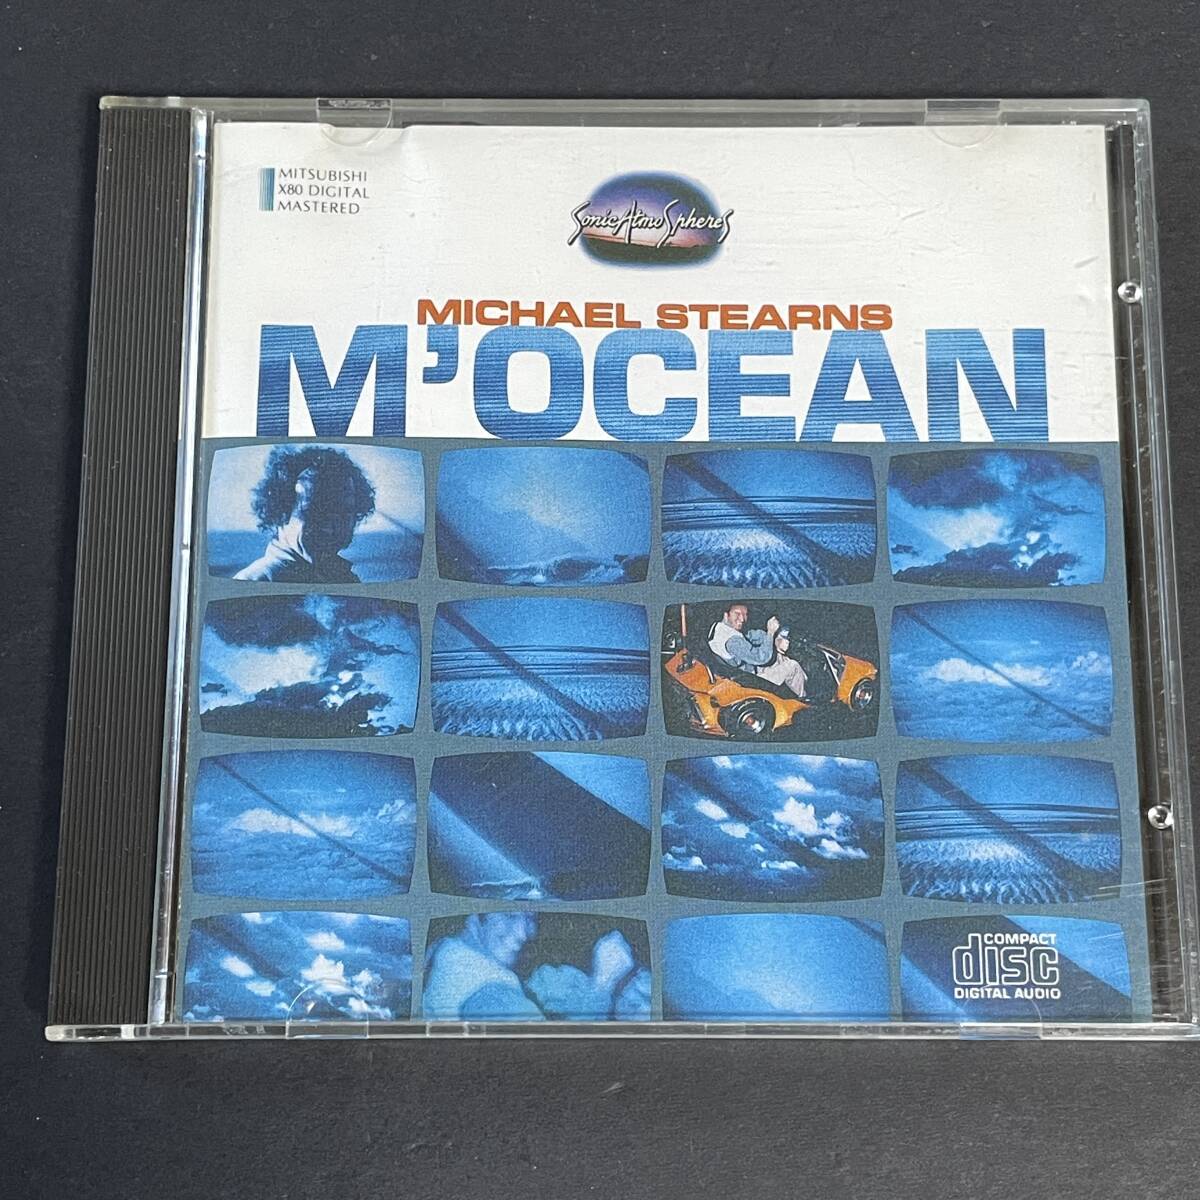 MITSUBISHI
X80 DIGITAL
MASTERED
Sonic AtmoSphereS
MICHAEL STEARNS
M'OCEAN
COMPACT
disc
DIGITAL AUDIO